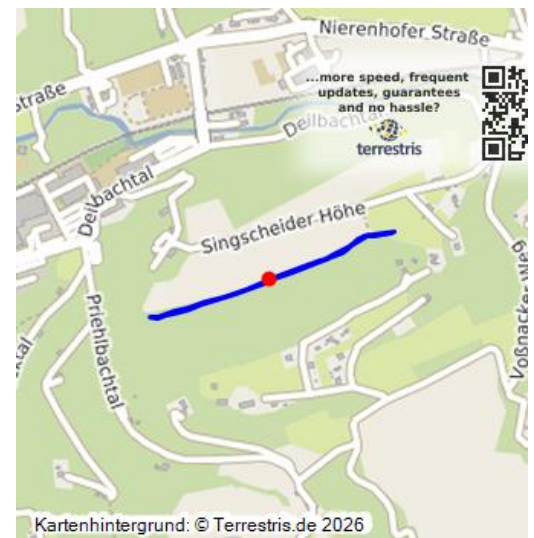 Nierenhofer Straße
Straße
...more speed, frequent
updates, guarantees
and no hassle?
terrestris
Deilbachtal
Deilbachtal
Singscheider Höhe
Priehlbachtal
Voßnacker Weg
Kartenhintergrund: © Terrestris.de 2026